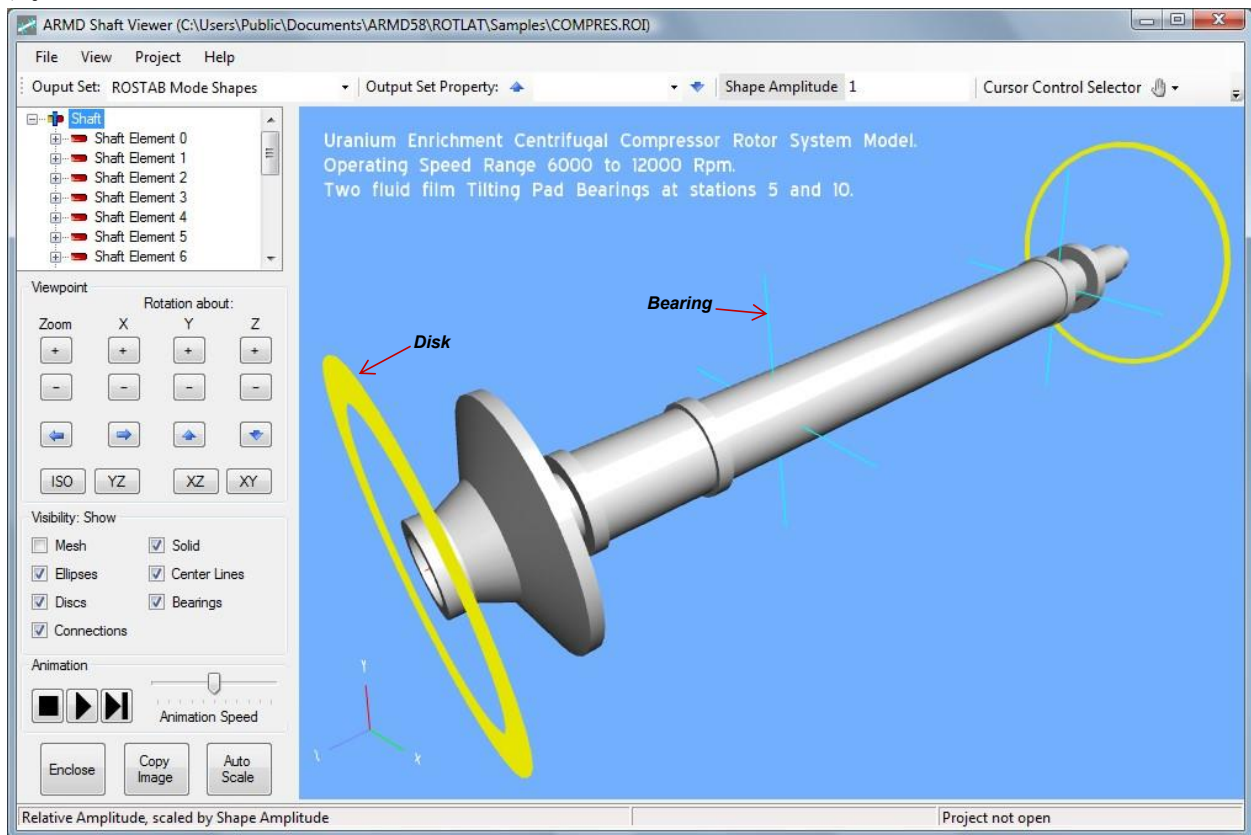 ARMD Shaft Viewer (C:\Users\Public\Documents\ARMD58\ROTLAT\Samples\COMPRES.ROI)
File View Project Help
Ouput Set: ROSTAB Mode Shapes Output Set Property: Shape Amplitude 1 Cursor Control Selector
Shaft
Shaft Element 0
Shaft Element 1
Shaft Element 2
Shaft Element 3
Shaft Element 4
Shaft Element 5
Shaft Element 6
Uranium Enrichment Centrifugal Compressor Rotor System Model.
Operating Speed Range 6000 to 12000 Rpm.
Two fluid film Tilting Pad Bearings at stations 5 and 10.
Bearing
Disk
Viewpoint
Rotation about:
Zoom X Y Z
+ + + +
- - - -
ISO YZ XZ XY
Visibility: Show
Mesh Solid
Ellipses Center Lines
Discs Bearings
Connections
Animation
Animation Speed
Enclose Copy Image Auto Scale
Y
Z X
Relative Amplitude, scaled by Shape Amplitude Project not open